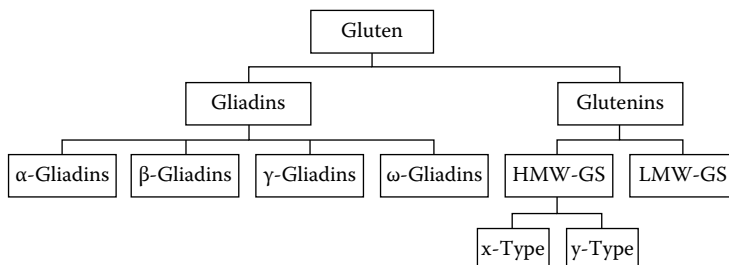 Gluten
Gliadins
Glutenins
α-Gliadins
β-Gliadins
γ-Gliadins
ω-Gliadins
HMW-GS
LMW-GS
x-Type
y-Type